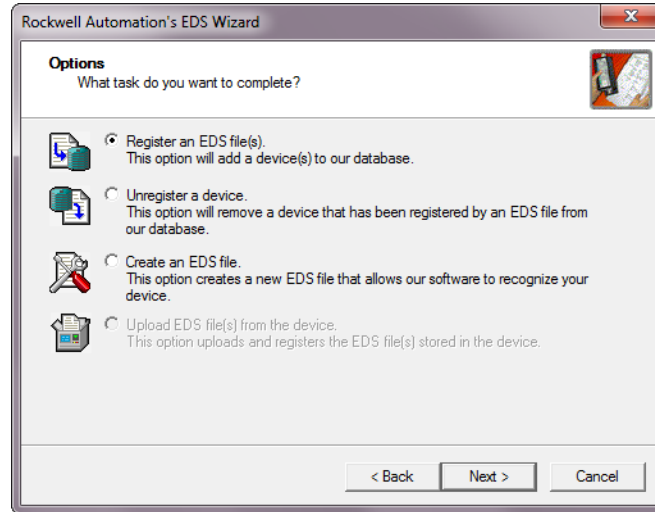 Rockwell Automation's EDS Wizard
Options
What task do you want to complete?
Register an EDS file(s).
This option will add a device(s) to our database.
Unregister a device.
This option will remove a device that has been registered by an EDS file from
our database.
Create an EDS file.
This option creates a new EDS file that allows our software to recognize your
device.
Upload EDS file(s) from the device.
This option uploads and registers the EDS file(s) stored in the device.
< Back
Next >
Cancel